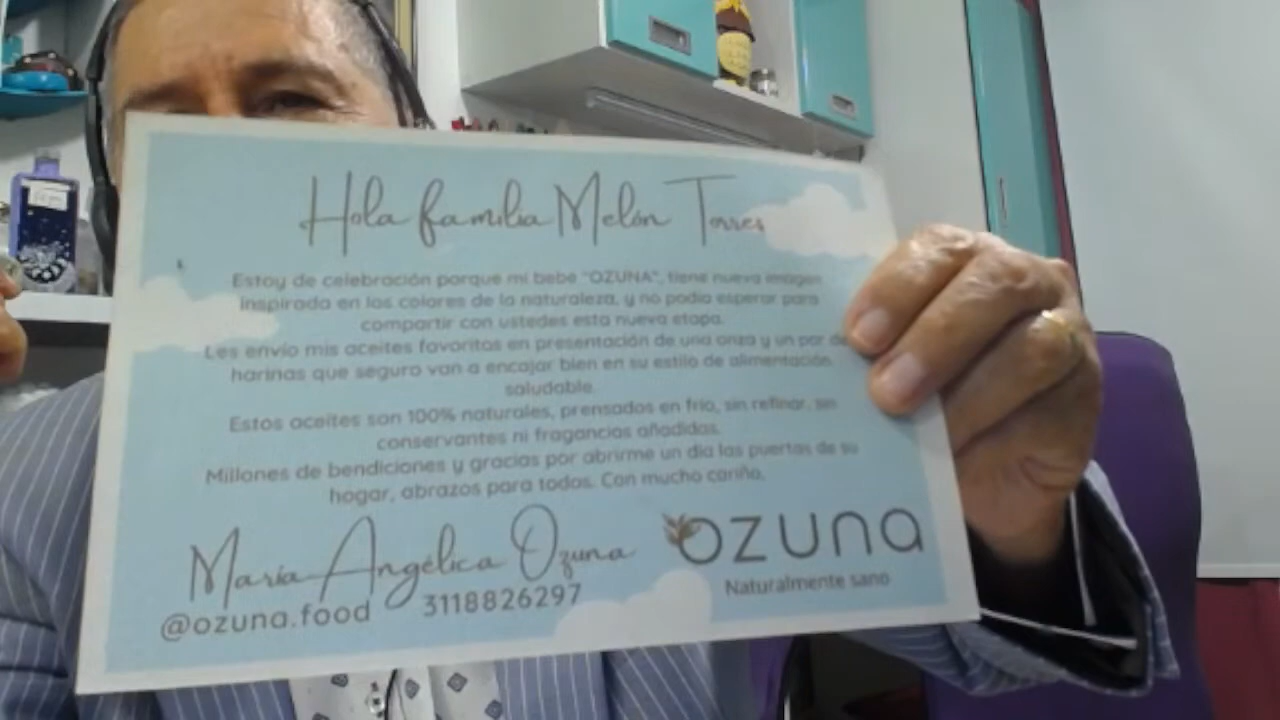 Hola familia Melón Torres
Estoy de celebración porque mi bebé "OZUNA", tiene nueva imagen
inspirada en los colores de la naturaleza, y no podía esperar para
compartir con ustedes esta nueva etapa.
Les envío mis aceites favoritos en presentación de una onza y un par de
harinas que seguro van a encajar bien en su estilo de alimentación
saludable.
Estos aceites son 100% naturales, prensados en frío, sin refinar, sin
conservantes ni fragancias añadidas.
Millones de bendiciones y gracias por abrirme un día las puertas de su
hogar, abrazos para todos. Con mucho cariño,
María Angélica Ozuna
@ozuna.food 3118826297
OZUNA
Naturalmente sano